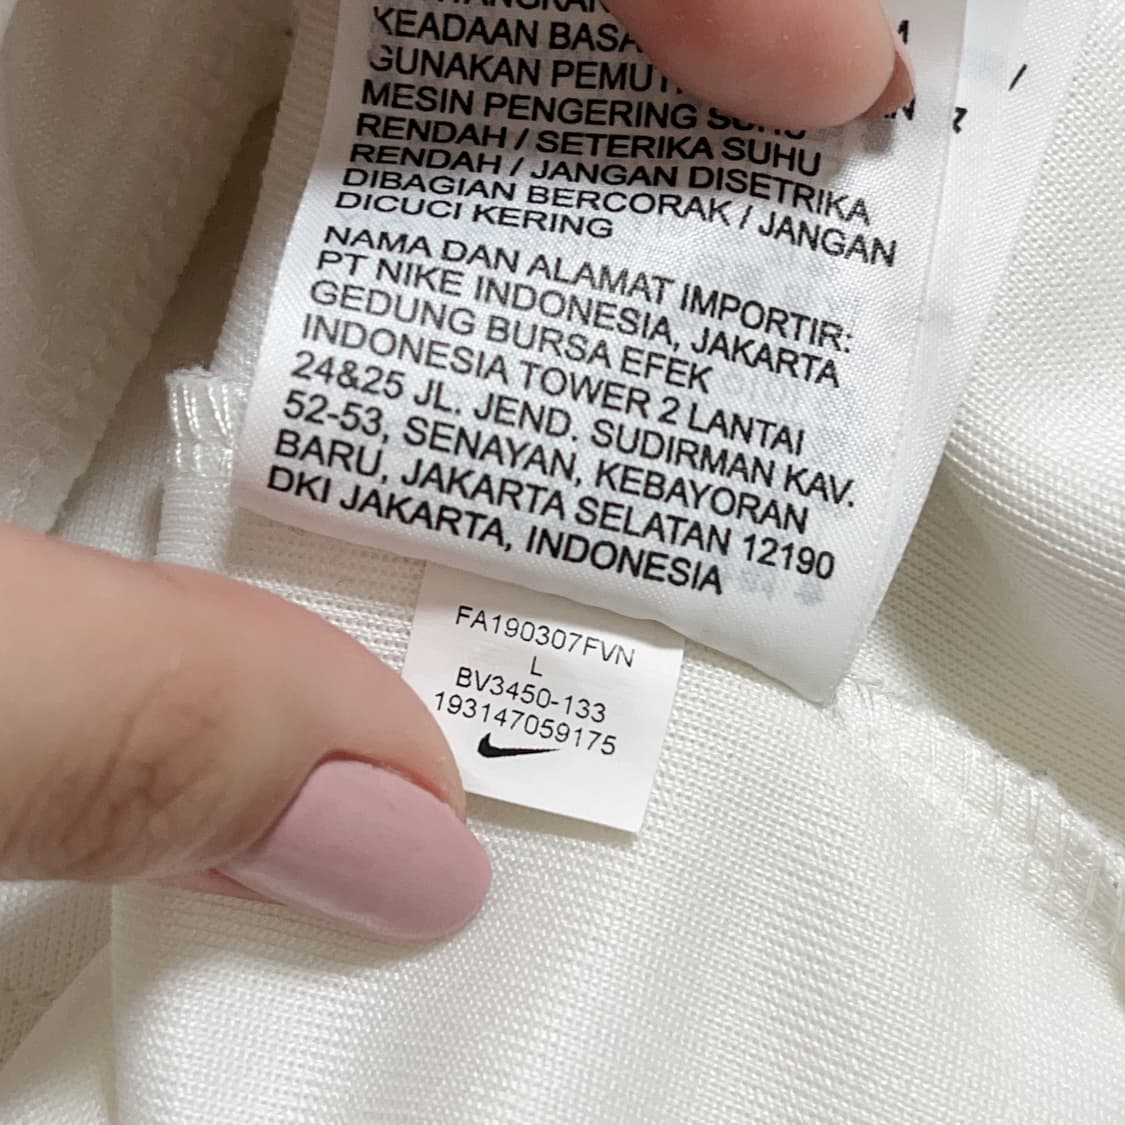 KEADAAN BASA
GUNAKAN PEMUT
MESIN PENGERING SUHU
RENDAH / SETERIKA SUHU
RENDAH / JANGAN DISETRIKA
DIBAGIAN BERCORAK / JANGAN
DICUCI KERING
NAMA DAN ALAMAT IMPORTIR:
PT NIKE INDONESIA, JAKARTA
GEDUNG BURSA EFEK
INDONESIA TOWER 2 LANTAI
24&25 JL. JEND. SUDIRMAN KAV.
52-53, SENAYAN, KEBAYORAN
BARU, JAKARTA SELATAN 12190
DKI JAKARTA, INDONESIA
FA190307FVN
L
BV3450-133
193147059175